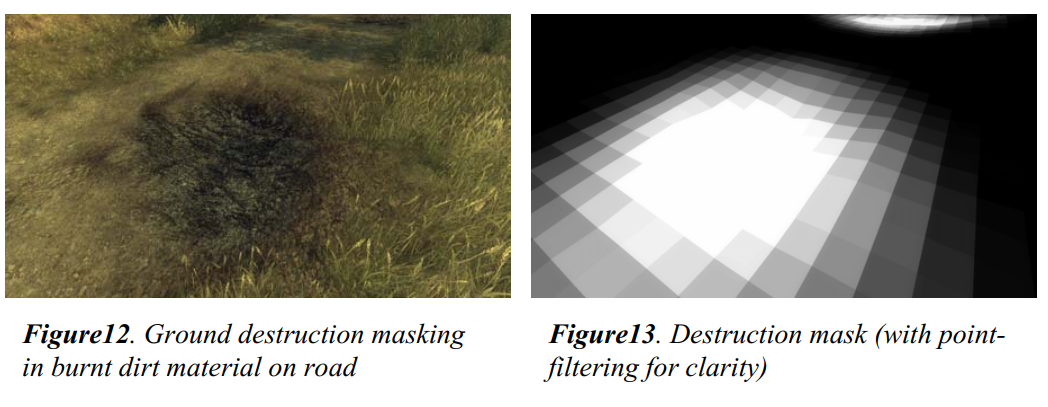 Figure12. Ground destruction masking
in burnt dirt material on road
Figure13. Destruction mask (with point-
filtering for clarity)